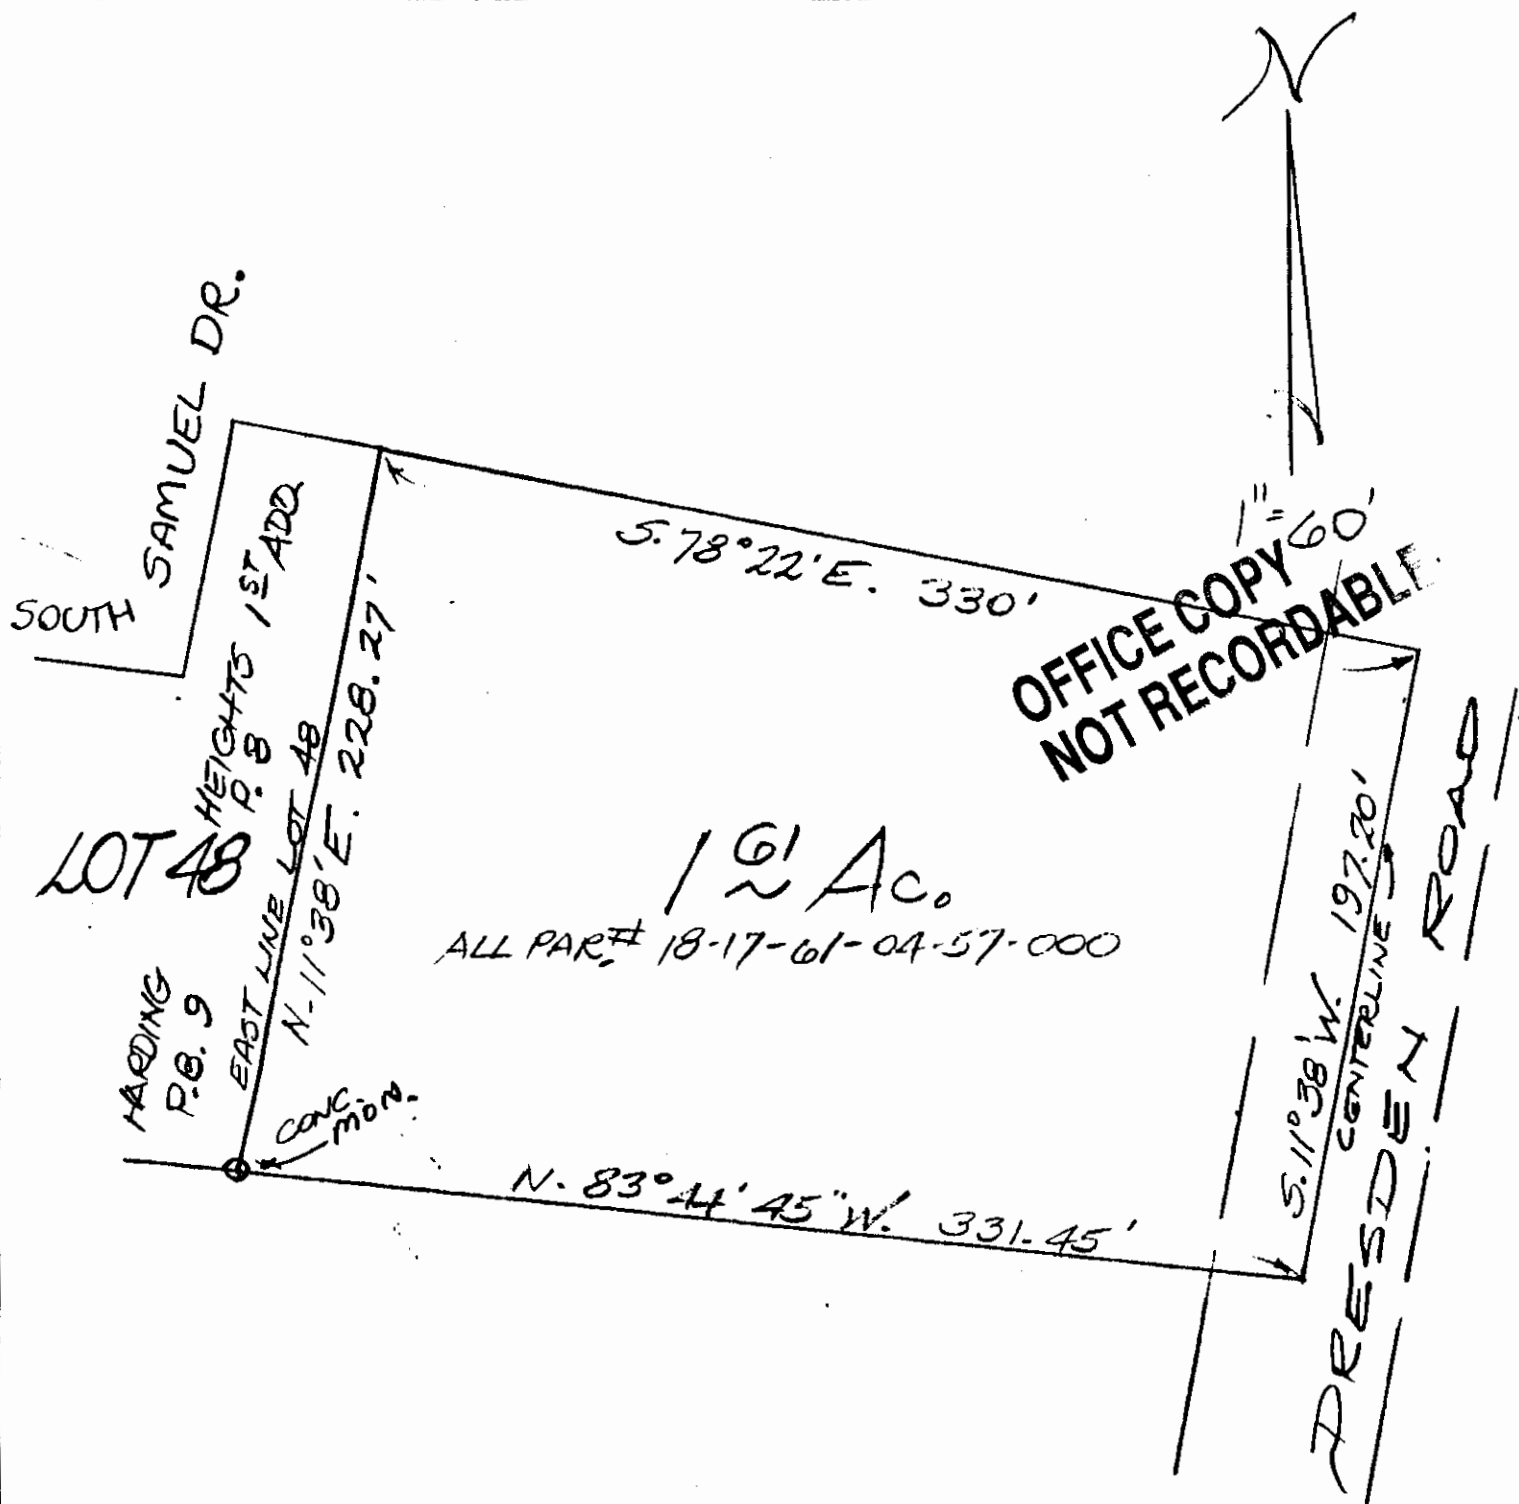 N
1"=60'
OFFICE COPY
NOT RECORDABLE
SOUTH SAMUEL DR.
S. 78°22' E. 330'
HARDING HEIGHTS 1ST ADD.
P.B. 9 P. 8
LOT 48
EAST LINE LOT 48
N-11°38' E. 228.27'
1 61 Ac.
ALL PAR.# 18-17-61-04-57-000
S. 11°38' W. 197.20'
CENTERLINE
DRESDEN ROAD
CONC.
MON.
N. 83°44'45" W. 331.45'